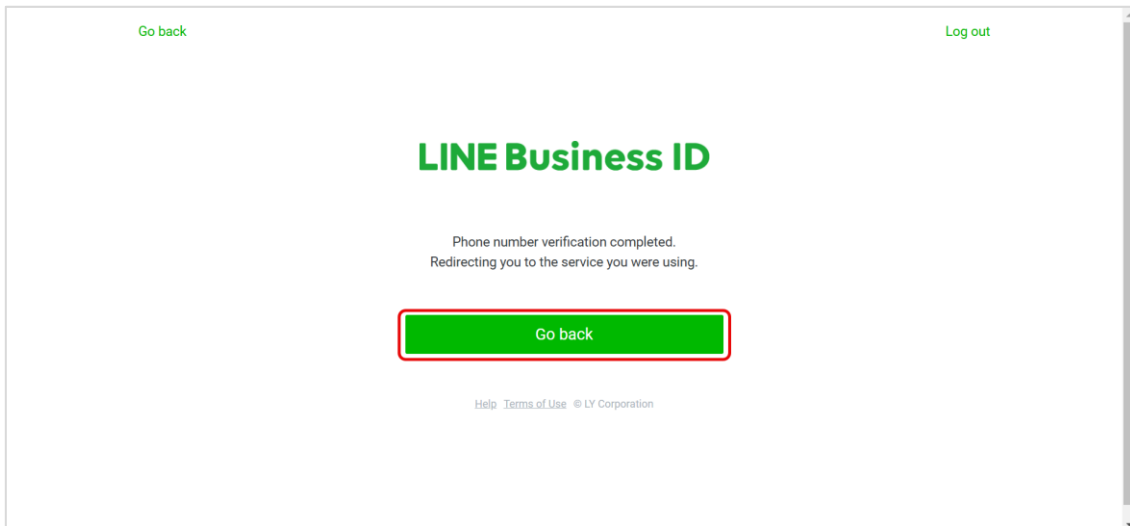 Go back
Log out
LINE Business ID
Phone number verification completed.
Redirecting you to the service you were using.
Go back
Help Terms of Use © LY Corporation